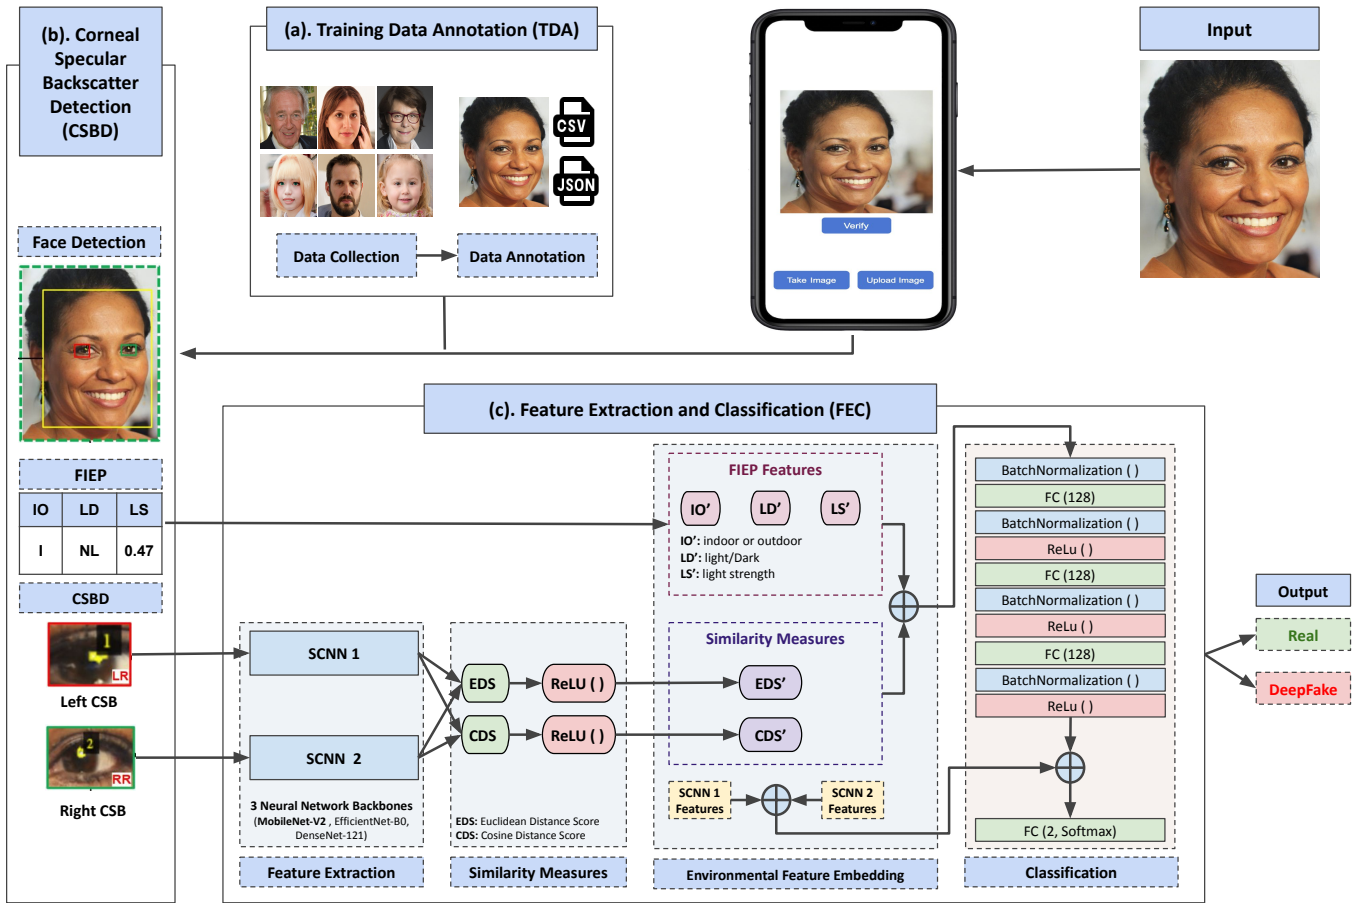 (b). Corneal
Specular
Backscatter
Detection
(CSBD)
Face Detection
FIEP
IO LD LS
I NL 0.47
CSBD
1
LR
Left CSB
2
RR
Right CSB
(a). Training Data Annotation (TDA)
CSV
JSON
Data Collection
Data Annotation
Verify
Take Image
Upload Image
Input
(c). Feature Extraction and Classification (FEC)
SCNN 1
SCNN 2
3 Neural Network Backbones
(MobileNet-V2 , EfficientNet-B0,
DenseNet-121)
Feature Extraction
EDS
ReLU ( )
CDS
ReLU ( )
EDS: Euclidean Distance Score
CDS: Cosine Distance Score
Similarity Measures
FIEP Features
IO’ LD’ LS’
IO’: indoor or outdoor
LD’: light/Dark
LS’: light strength
Similarity Measures
EDS’
CDS’
SCNN 1
Features
SCNN 2
Features
Environmental Feature Embedding
BatchNormalization ( )
FC (128)
BatchNormalization ( )
ReLu ( )
FC (128)
BatchNormalization ( )
ReLu ( )
FC (128)
BatchNormalization ( )
ReLu ( )
FC (2, Softmax)
Classification
Output
Real
DeepFake